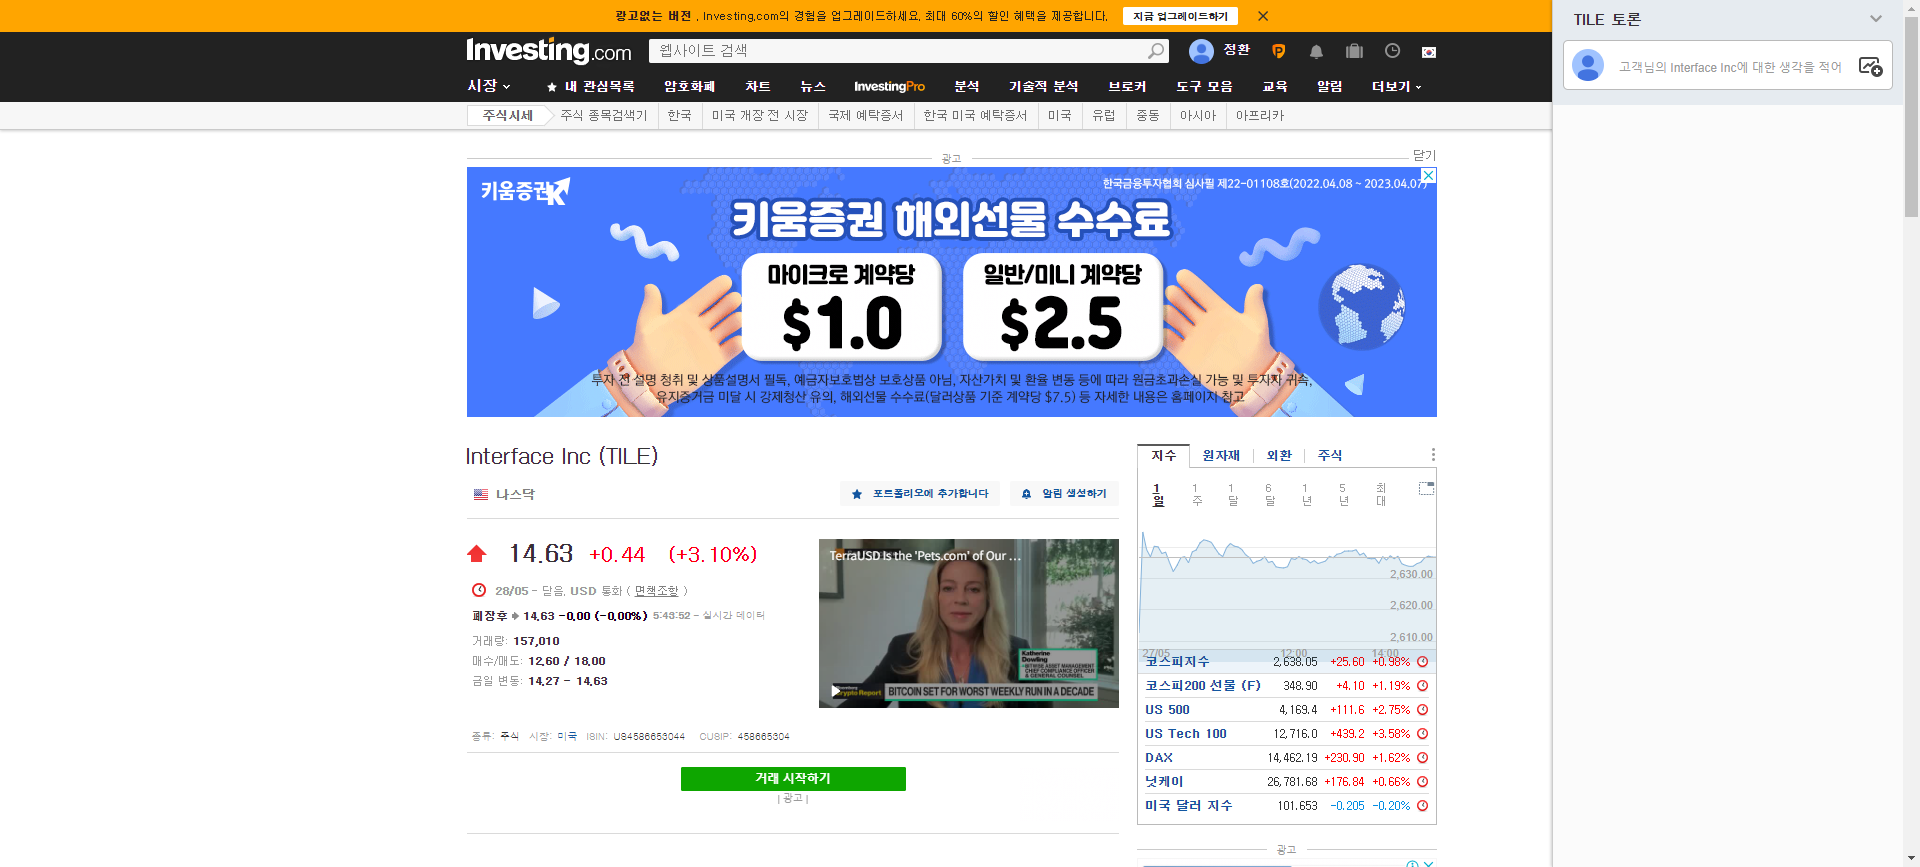 광고없는 버전 . Investing.com의 경험을 업그레이드하세요. 최대 60%의 할인 혜택을 제공합니다. 지금 업그레이드하기
Investing.com
웹사이트 검색
정환
시장
내 관심목록
암호화폐
차트
뉴스
InvestingPro
분석
기술적 분석
브로커
도구 모음
교육
알림
더보기
주식시세
주식 종목검색기
한국
미국 개장 전 시장
국제 예탁증서
한국 미국 예탁증서
미국
유럽
중동
아시아
아프리카
TILE 토론
고객님의 Interface Inc에 대한 생각을 적어
광고
닫기
키움증권
한국금융투자협회 심사필 제22-01108호(2022.04.08 ~ 2023.04.07)
키움증권 해외선물 수수료
마이크로 계약당
$1.0
일반/미니 계약당
$2.5
투자 전 설명 청취 및 상품설명서 필독, 예금자보호법상 보호상품 아님, 자산가치 및 환율 변동 등에 따라 원금초과손실 가능 및 투자자 귀속,
유지증거금 미달 시 강제청산 유의, 해외선물 수수료(달러상품 기준 계약당 $7.5) 등 자세한 내용은 홈페이지 참고
Interface Inc (TILE)
나스닥
포트폴리오에 추가합니다
알림 생성하기
14.63 +0.44 (+3.10%)
28/05 - 닫음. USD 통화 ( 면책조항 )
폐장후 14.63 -0.00 (-0.00%) 5:43:52 - 실시간 데이터
거래량: 157,010
매수/매도: 12.60 / 18.00
금일 변동: 14.27 - 14.63
TerraUSD Is the 'Pets.com' of Our ...
Katherine
Dowling
BITWISE ASSET MANAGEMENT
CHIEF COMPLIANCE OFFICER
& GENERAL COUNSEL
Crypto Report
BITCOIN SET FOR WORST WEEKLY RUN IN A DECADE
종류: 주식 시장: 미국 ISIN: US4586653044 CUSIP: 458665304
거래 시작하기
| 광고 |
지수
원자재
외환
주식
1일
1주
1달
6달
1년
5년
최대
2,630.00
2,620.00
2,610.00
27/05
12:00
14:00
코스피지수 2,638.05 +25.60 +0.98%
코스피200 선물 (F) 348.90 +4.10 +1.19%
US 500 4,169.4 +111.6 +2.75%
US Tech 100 12,716.0 +439.2 +3.58%
DAX 14,462.19 +230.90 +1.62%
닛케이 26,781.68 +176.84 +0.66%
미국 달러 지수 101.653 -0.205 -0.20%
광고